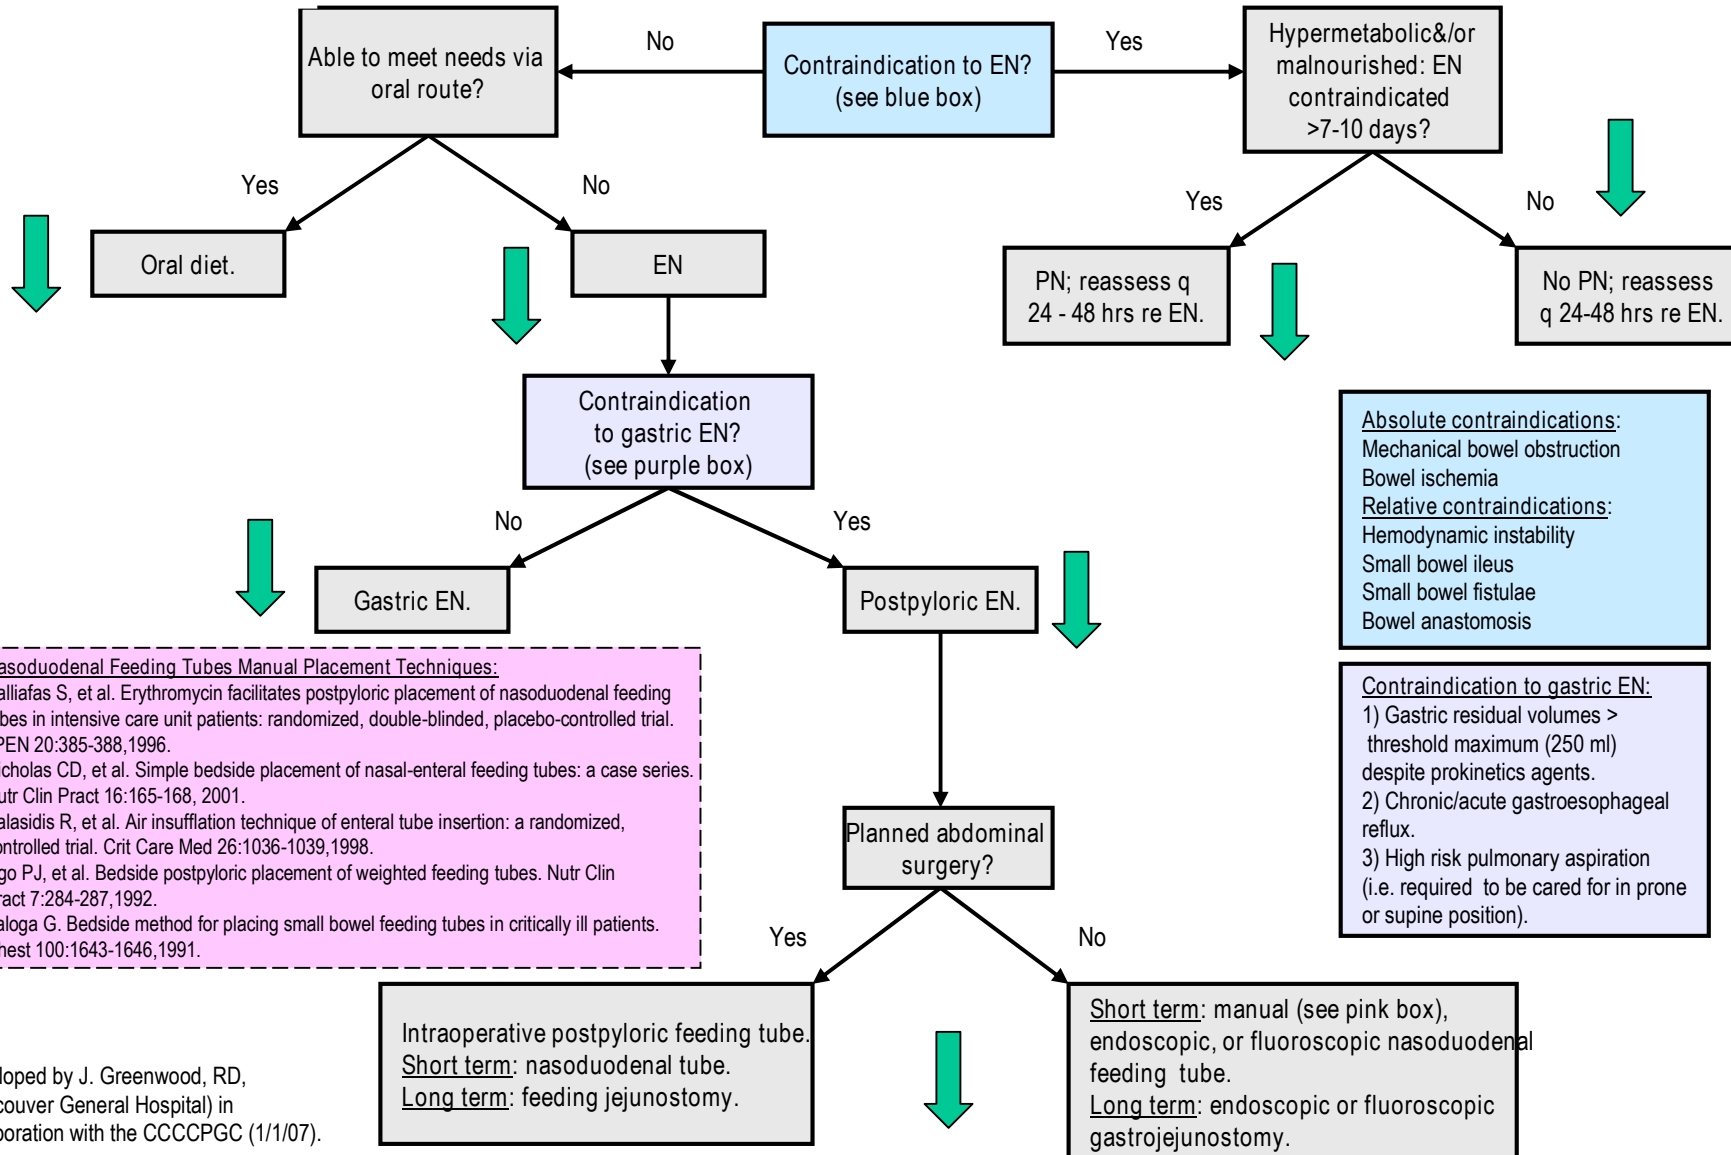 Contraindication to EN?
(see blue box)
No
Yes
Able to meet needs via
oral route?
Hypermetabolic&/or
malnourished: EN
contraindicated
>7-10 days?
Yes
No
Yes
No
Oral diet.
EN
PN; reassess q
24 - 48 hrs re EN.
No PN; reassess
q 24-48 hrs re EN.
Contraindication
to gastric EN?
(see purple box)
No
Yes
Gastric EN.
Postpyloric EN.
Absolute contraindications:
Mechanical bowel obstruction
Bowel ischemia
Relative contraindications:
Hemodynamic instability
Small bowel ileus
Small bowel fistulae
Bowel anastomosis
Contraindication to gastric EN:
1) Gastric residual volumes >
threshold maximum (250 ml)
despite prokinetics agents.
2) Chronic/acute gastroesophageal
reflux.
3) High risk pulmonary aspiration
(i.e. required to be cared for in prone
or supine position).
asoduodenal Feeding Tubes Manual Placement Techniques:
alliafas S, et al. Erythromycin facilitates postpyloric placement of nasoduodenal feeding
bes in intensive care unit patients: randomized, double-blinded, placebo-controlled trial.
PEN 20:385-388,1996.
icholas CD, et al. Simple bedside placement of nasal-enteral feeding tubes: a case series.
utr Clin Pract 16:165-168, 2001.
alasidis R, et al. Air insufflation technique of enteral tube insertion: a randomized,
ontrolled trial. Crit Care Med 26:1036-1039,1998.
go PJ, et al. Bedside postpyloric placement of weighted feeding tubes. Nutr Clin
ract 7:284-287,1992.
aloga G. Bedside method for placing small bowel feeding tubes in critically ill patients.
hest 100:1643-1646,1991.
Planned abdominal
surgery?
Yes
No
Intraoperative postpyloric feeding tube.
Short term: nasoduodenal tube.
Long term: feeding jejunostomy.
Short term: manual (see pink box),
endoscopic, or fluoroscopic nasoduodenal
feeding tube.
Long term: endoscopic or fluoroscopic
gastrojejunostomy.
loped by J. Greenwood, RD,
couver General Hospital) in
boration with the CCCCPGC (1/1/07).